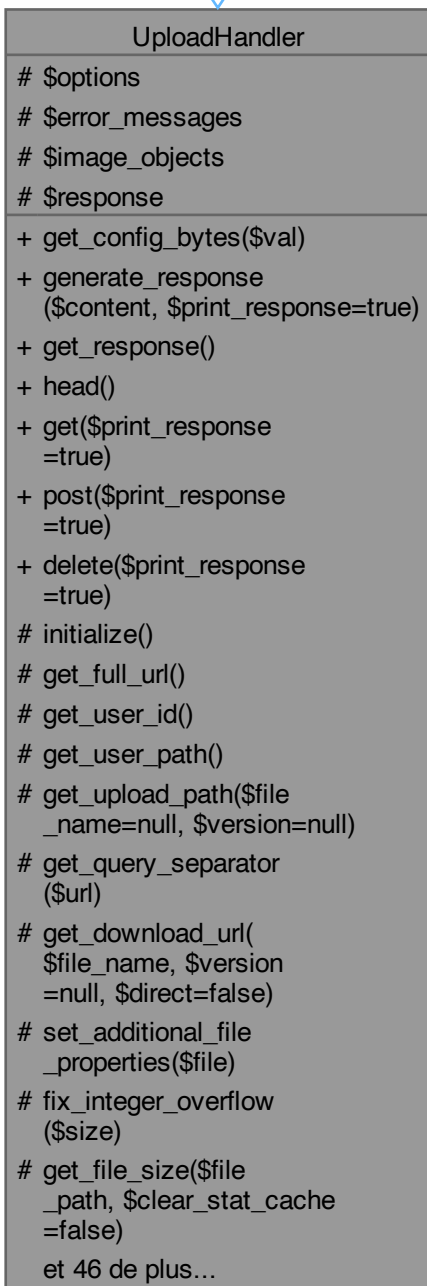 UploadHandler
# $options
# $error_messages
# $image_objects
# $response
+ get_config_bytes($val)
+ generate_response
($content, $print_response=true)
+ get_response()
+ head()
+ get($print_response
=true)
+ post($print_response
=true)
+ delete($print_response
=true)
# initialize()
# get_full_url()
# get_user_id()
# get_user_path()
# get_upload_path($file
_name=null, $version=null)
# get_query_separator
($url)
# get_download_url(
$file_name, $version
=null, $direct=false)
# set_additional_file
_properties($file)
# fix_integer_overflow
($size)
# get_file_size($file
_path, $clear_stat_cache
=false)
et 46 de plus...